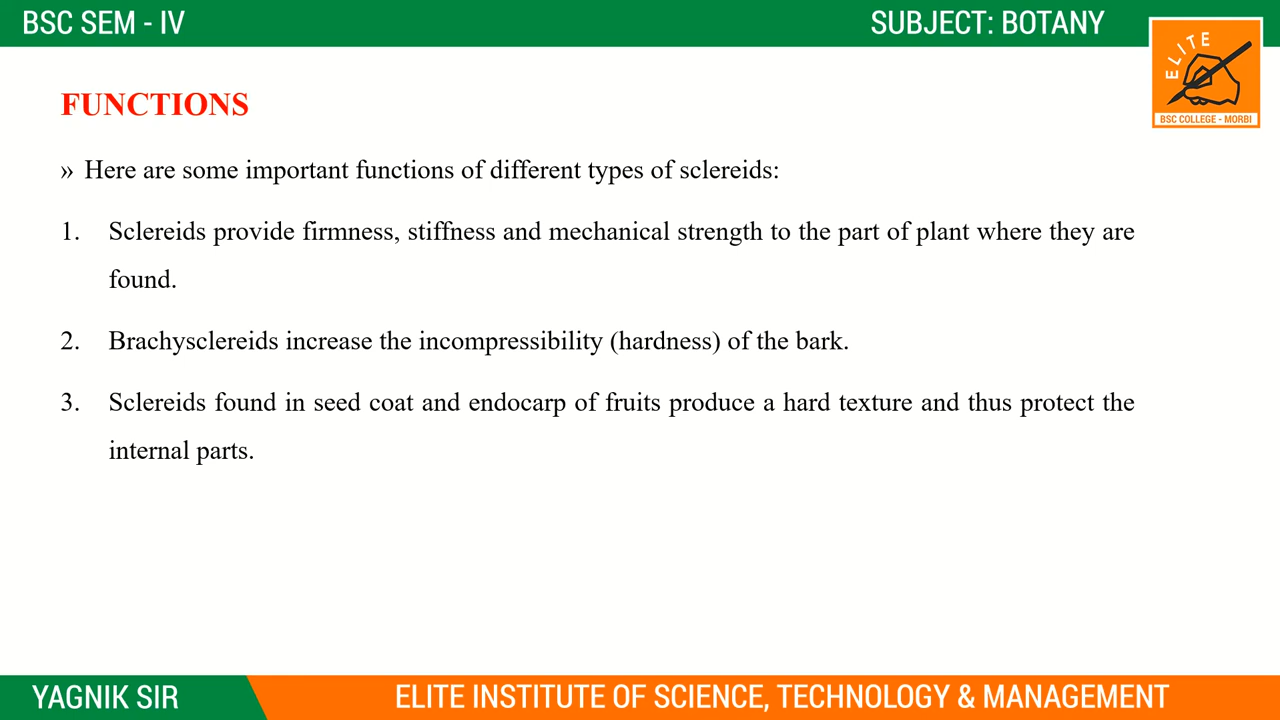 BSC SEM - IV
SUBJECT: BOTANY
ELITE
BSC COLLEGE - MORBI
FUNCTIONS
» Here are some important functions of different types of sclereids:
1. Sclereids provide firmness, stiffness and mechanical strength to the part of plant where they are
found.
2. Brachysclereids increase the incompressibility (hardness) of the bark.
3. Sclereids found in seed coat and endocarp of fruits produce a hard texture and thus protect the
internal parts.
YAGNIK SIR
ELITE INSTITUTE OF SCIENCE, TECHNOLOGY & MANAGEMENT